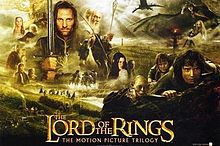 THE
LORD OF THE RINGS
THE MOTION PICTURE TRILOGY